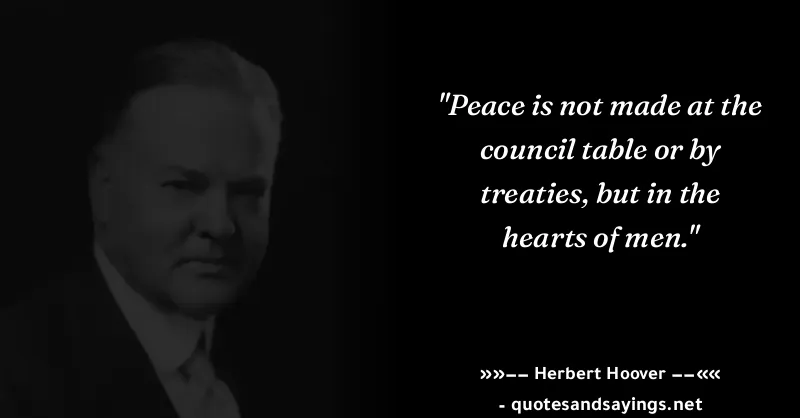 "Peace is not made at the
council table or by
treaties, but in the
hearts of men."
»»−− Herbert Hoover −−««
- quotesandsayings.net